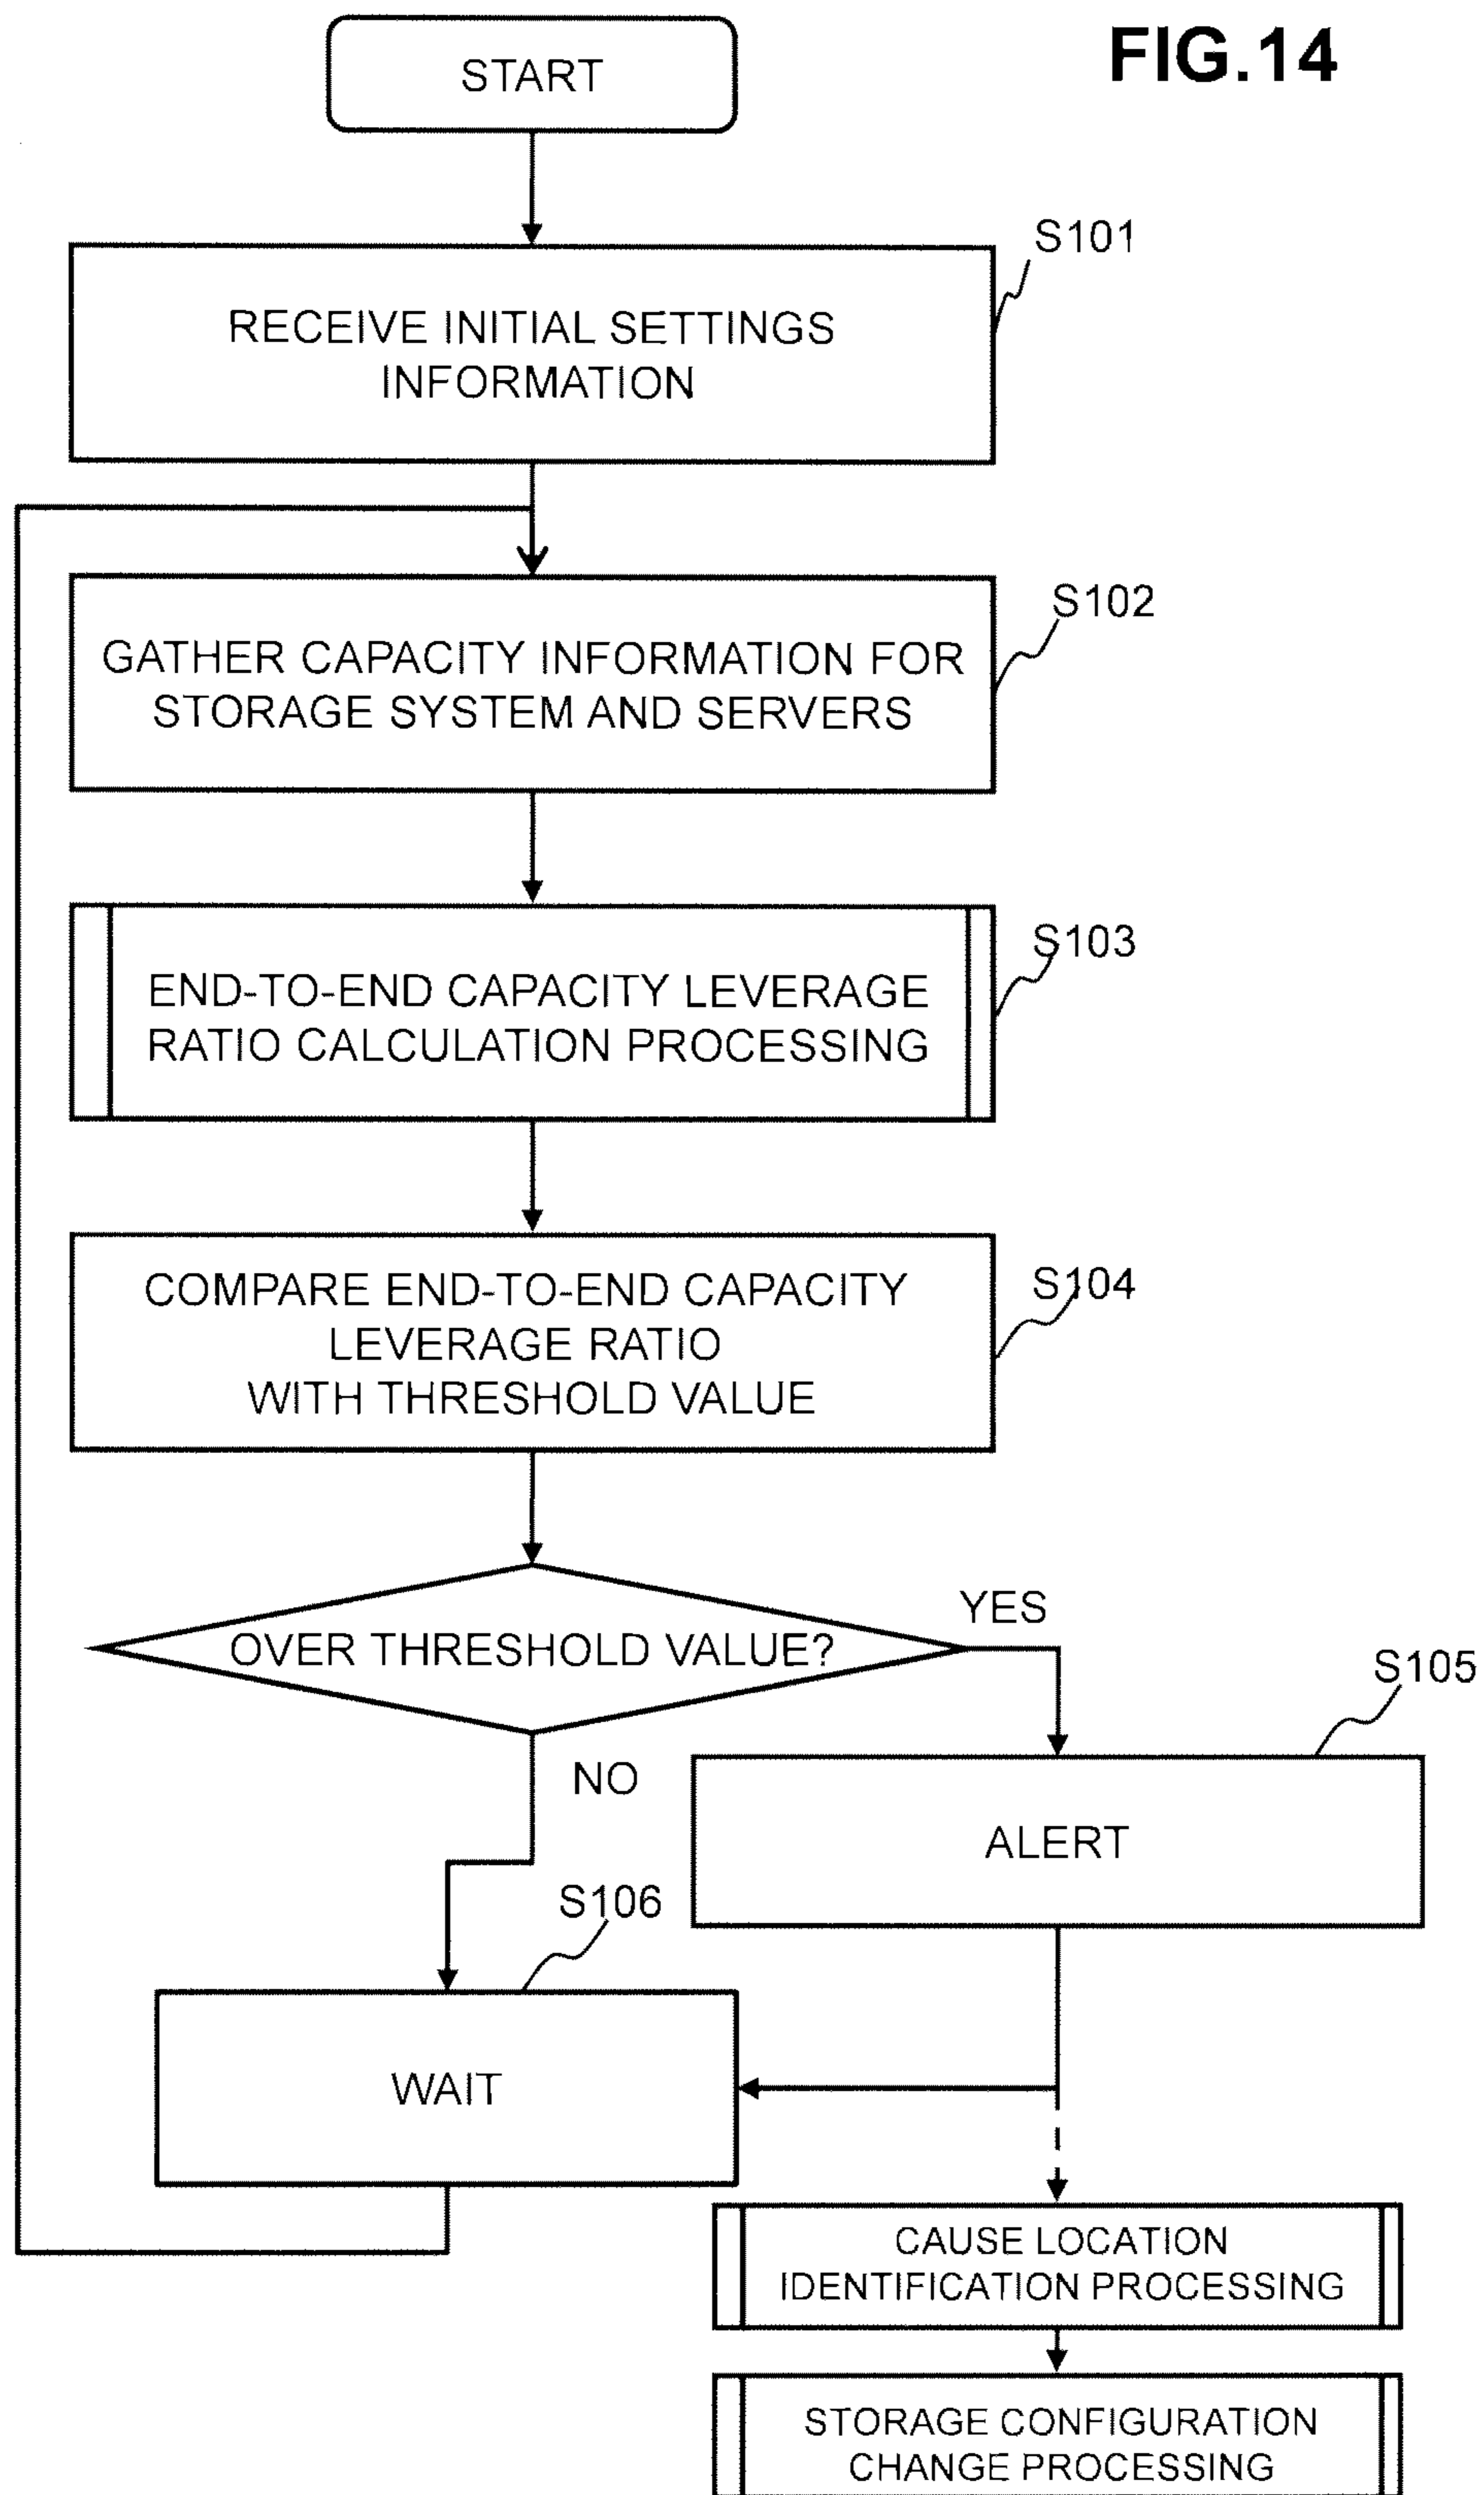 FIG.14
START
S101
RECEIVE INITIAL SETTINGS
INFORMATION
S102
GATHER CAPACITY INFORMATION FOR
STORAGE SYSTEM AND SERVERS
S103
END-TO-END CAPACITY LEVERAGE
RATIO CALCULATION PROCESSING
S104
COMPARE END-TO-END CAPACITY
LEVERAGE RATIO
WITH THRESHOLD VALUE
YES
OVER THRESHOLD VALUE?
S105
NO
ALERT
S106
WAIT
CAUSE LOCATION
IDENTIFICATION PROCESSING
STORAGE CONFIGURATION
CHANGE PROCESSING